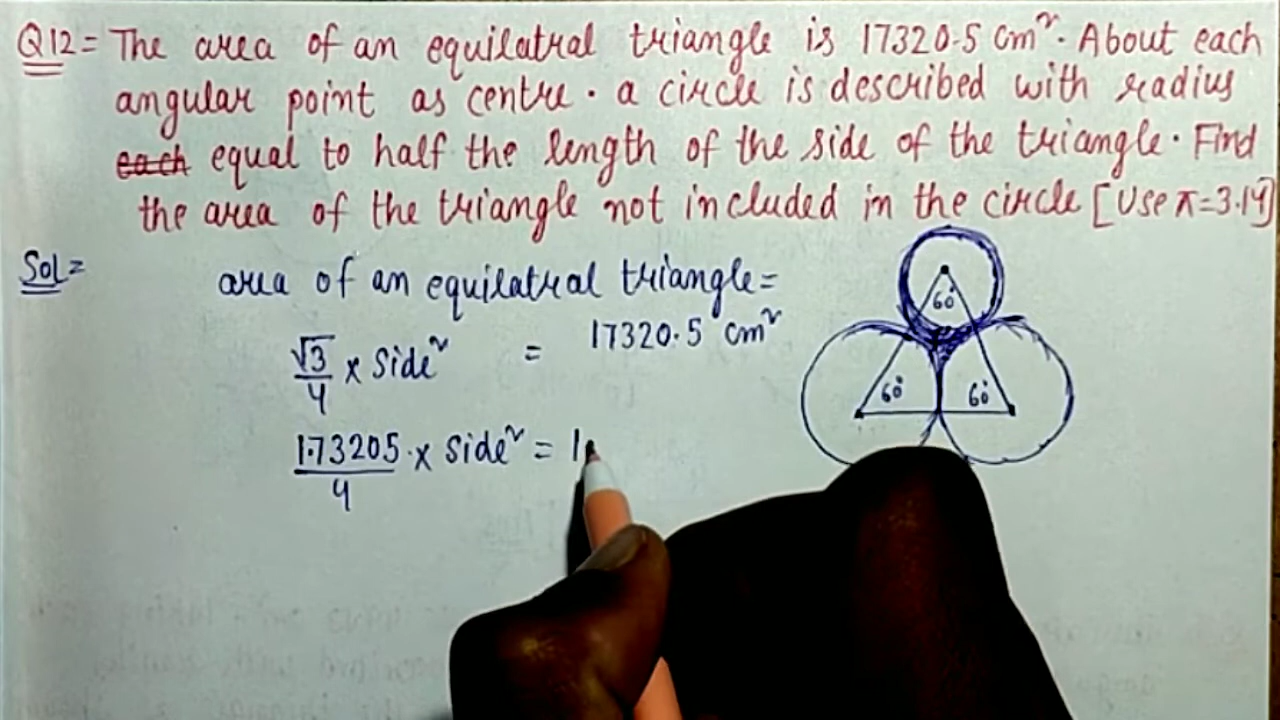 Q12= The area of an equilatral triangle is 17320.5 cm². About each
angular point as centre. a circle is described with radius
each equal to half the length of the side of the triangle. Find
the area of the triangle not included in the circle [Use π=3.14]
Sol= area of an equilatral triangle=
√3/4 x Side² = 17320.5 cm²
1.73205/4 x Side² = 1
60°
60° 60°